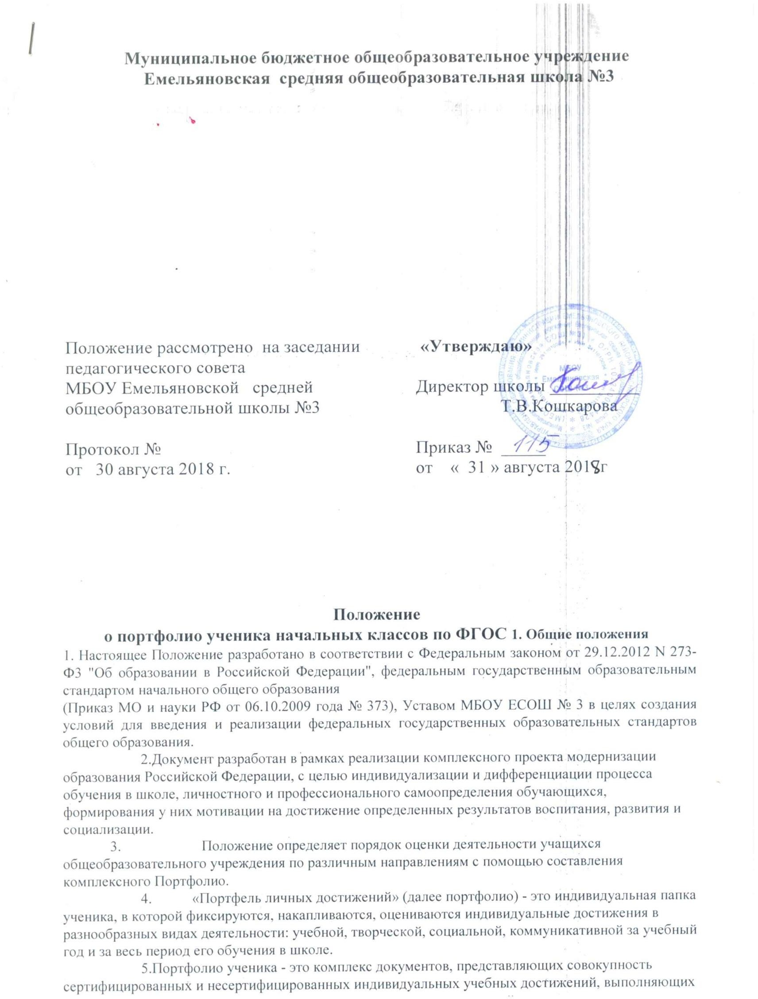 Муниципальное бюджетное общеобразовательное учреждение
Емельяновская средняя общеобразовательная школа №3
Положение рассмотрено на заседании
педагогического совета
МБОУ Емельяновской средней
общеобразовательной школы №3
Протокол №
от 30 августа 2018 г.
«Утверждаю»
Директор школы
Т.В.Кошкарова
Приказ № 115
от « 31 » августа 2018г
МБОУ
Емельяновская
Положение
о портфолио ученика начальных классов по ФГОС 1. Общие положения
1. Настоящее Положение разработано в соответствии с Федеральным законом от 29.12.2012 N 273-
ФЗ "Об образовании в Российской Федерации", федеральным государственным образовательным
стандартом начального общего образования
(Приказ МО и науки РФ от 06.10.2009 года № 373), Уставом МБОУ ЕСОШ № 3 в целях создания
условий для введения и реализации федеральных государственных образовательных стандартов
общего образования.
2.Документ разработан в рамках реализации комплексного проекта модернизации
образования Российской Федерации, с целью индивидуализации и дифференциации процесса
обучения в школе, личностного и профессионального самоопределения обучающихся,
формирования у них мотивации на достижение определенных результатов воспитания, развития и
социализации.
3. Положение определяет порядок оценки деятельности учащихся
общеобразовательного учреждения по различным направлениям с помощью составления
комплексного Портфолио.
4. «Портфель личных достижений» (далее портфолио) - это индивидуальная папка
ученика, в которой фиксируются, накапливаются, оцениваются индивидуальные достижения в
разнообразных видах деятельности: учебной, творческой, социальной, коммуникативной за учебный
год и за весь период его обучения в школе.
5.Портфолио ученика - это комплекс документов, представляющих совокупность
сертифицированных и несертифицированных индивидуальных учебных достижений, выполняющих